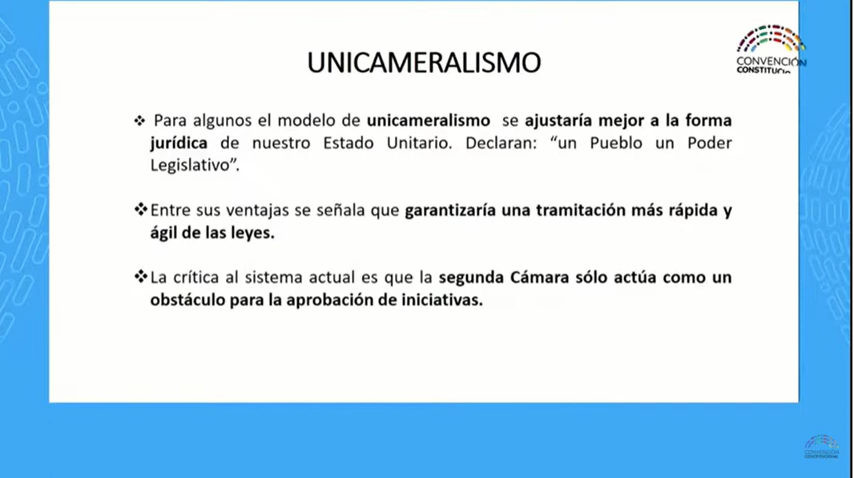 CONVENCIÓN
CONSTITUCIONAL
UNICAMERALISMO
Para algunos el modelo de unicameralismo se ajustaría mejor a la forma
jurídica de nuestro Estado Unitario. Declaran: “un Pueblo un Poder
Legislativo”.
Entre sus ventajas se señala que garantizaría una tramitación más rápida y
ágil de las leyes.
La crítica al sistema actual es que la segunda Cámara sólo actúa como un
obstáculo para la aprobación de iniciativas.
CONVENCIÓN
CONSTITUCIONAL